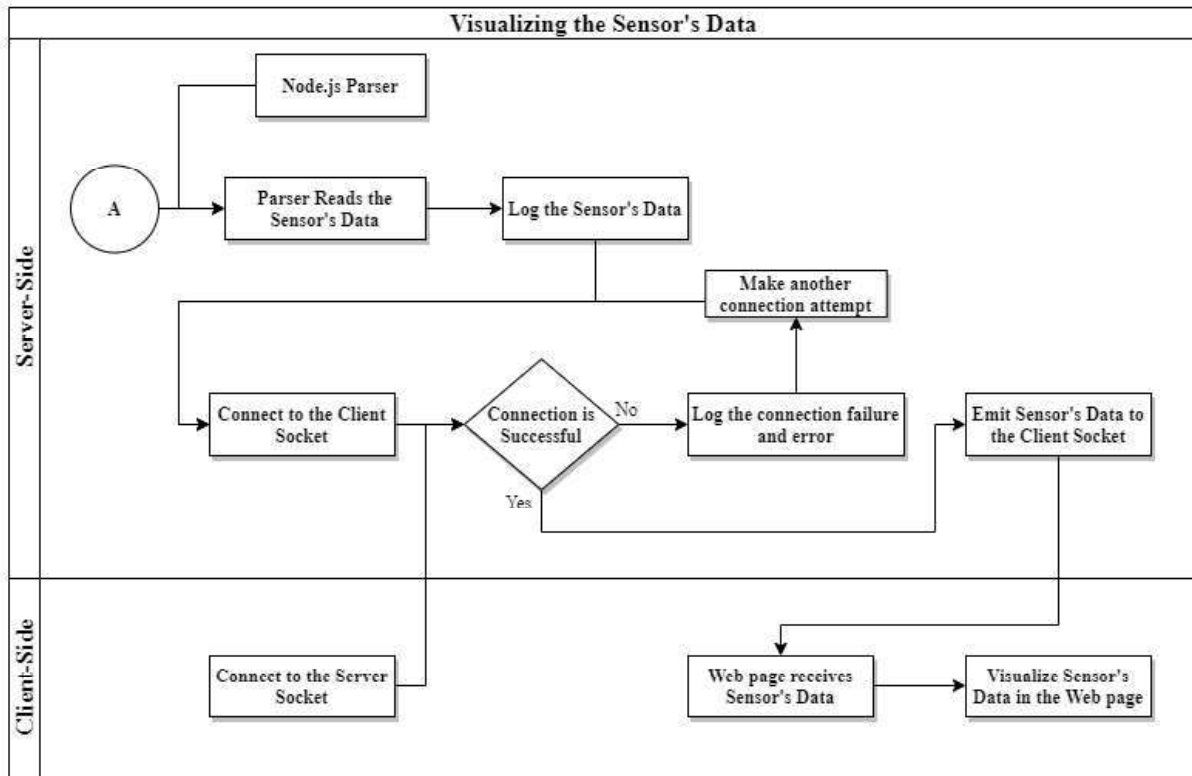 Visualizing the Sensor's Data
Server-Side
Node.js Parser
A
Parser Reads the
Sensor's Data
Log the Sensor's Data
Make another
connection attempt
Connect to the Client
Socket
Connection is
Successful
No
Yes
Log the connection failure
and error
Emit Sensor's Data to
the Client Socket
Client-Side
Connect to the Server
Socket
Web page receives
Sensor's Data
Visualize Sensor's
Data in the Web page